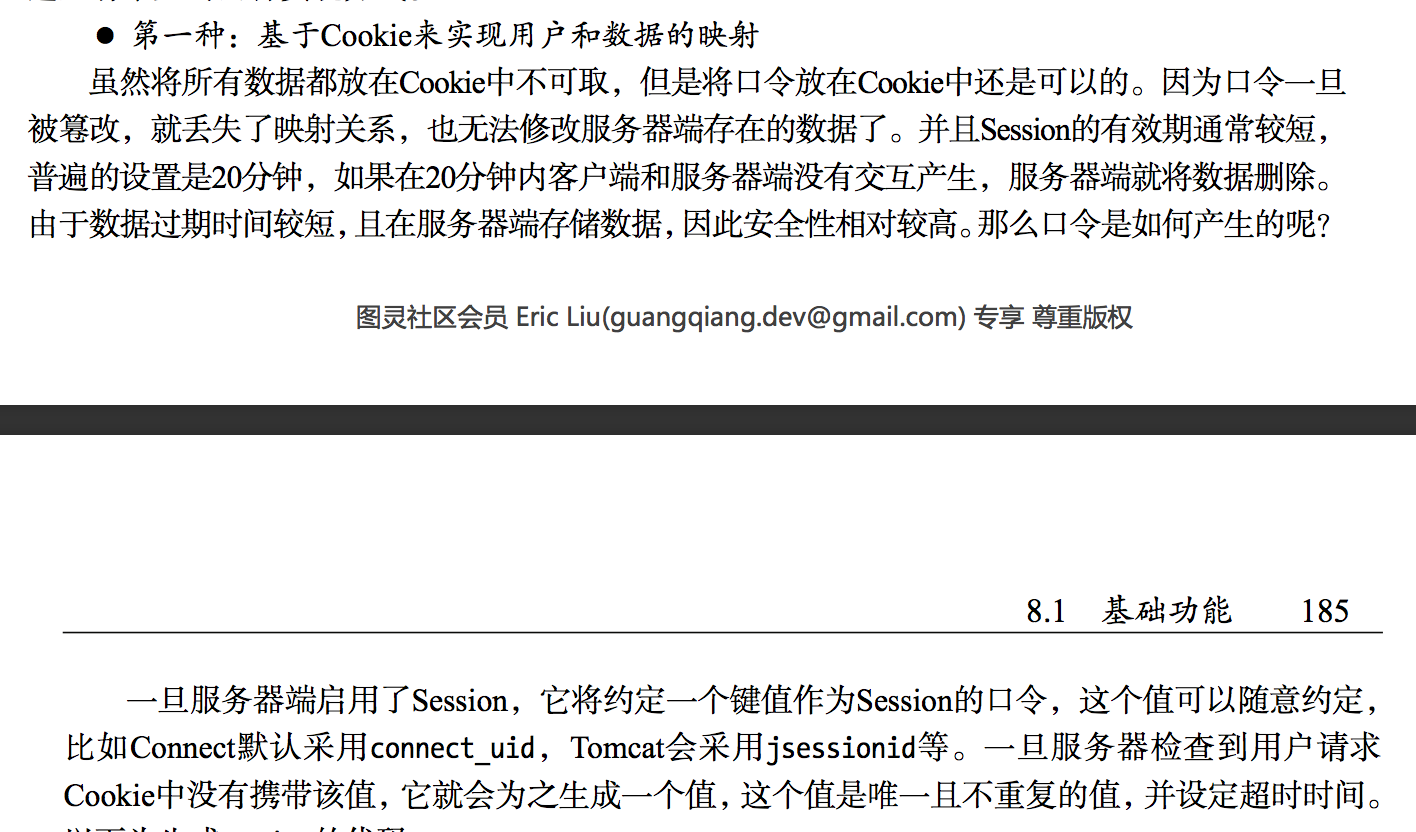 ● 第一种：基于Cookie来实现用户和数据的映射
虽然将所有数据都放在Cookie中不可取，但是将口令放在Cookie中还是可以的。因为口令一旦
被篡改，就丢失了映射关系，也无法修改服务器端存在的数据了。并且Session的有效期通常较短，
普遍的设置是20分钟，如果在20分钟内客户端和服务器端没有交互产生，服务器端就将数据删除。
由于数据过期时间较短，且在服务器端存储数据，因此安全性相对较高。那么口令是如何产生的呢？
图灵社区会员 Eric Liu(guangqiang.dev@gmail.com) 专享 尊重版权
8.1 基础功能 185
一旦服务器端启用了Session，它将约定一个键值作为Session的口令，这个值可以随意约定，
比如Connect默认采用connect_uid，Tomcat会采用jsessionid等。一旦服务器检查到用户请求
Cookie中没有携带该值，它就会为之生成一个值，这个值是唯一且不重复的值，并设定超时时间。